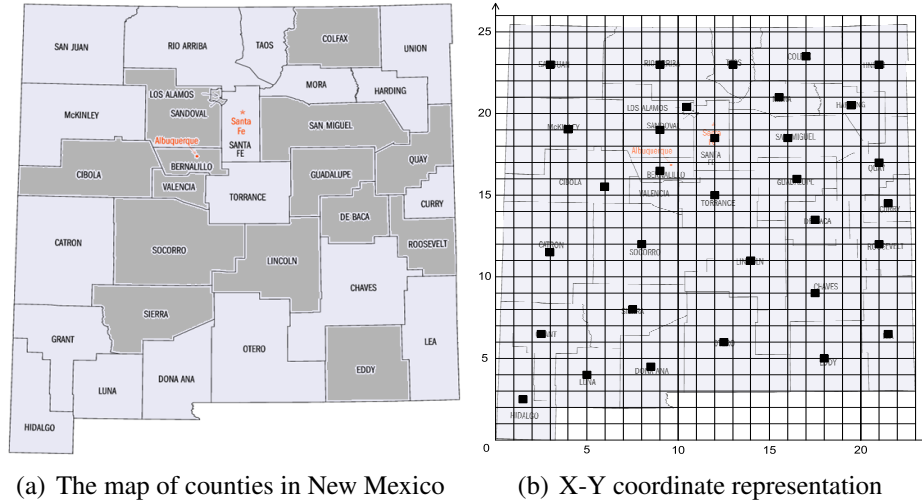 SAN JUAN
RIO ARRIBA
TAOS
COLFAX
UNION
LOS ALAMOS
MORA
HARDING
McKINLEY
SANDOVAL
Santa
Fe
SANTA
FE
SAN MIGUEL
Albuquerque
BERNALILLO
CIBOLA
VALENCIA
TORRANCE
GUADALUPE
QUAY
CURRY
DE BACA
ROOSEVELT
CATRON
SOCORRO
LINCOLN
CHAVES
SIERRA
GRANT
OTERO
LEA
LUNA
DONA ANA
EDDY
HIDALGO
(a) The map of counties in New Mexico
25
20
15
10
5
0
5
10
15
20
LOS ALAMOS
McKINLEY
SANDOVAL
SAN MIGUEL
Albuquerque
SANTA
FE
BERNALILLO
CIBOLA
VALENCIA
TORRANCE
QUAY
CURRY
CATRON
SOCORRO
CHAVES
LUNA
DONA ANA
EDDY
HIDALGO
(b) X-Y coordinate representation